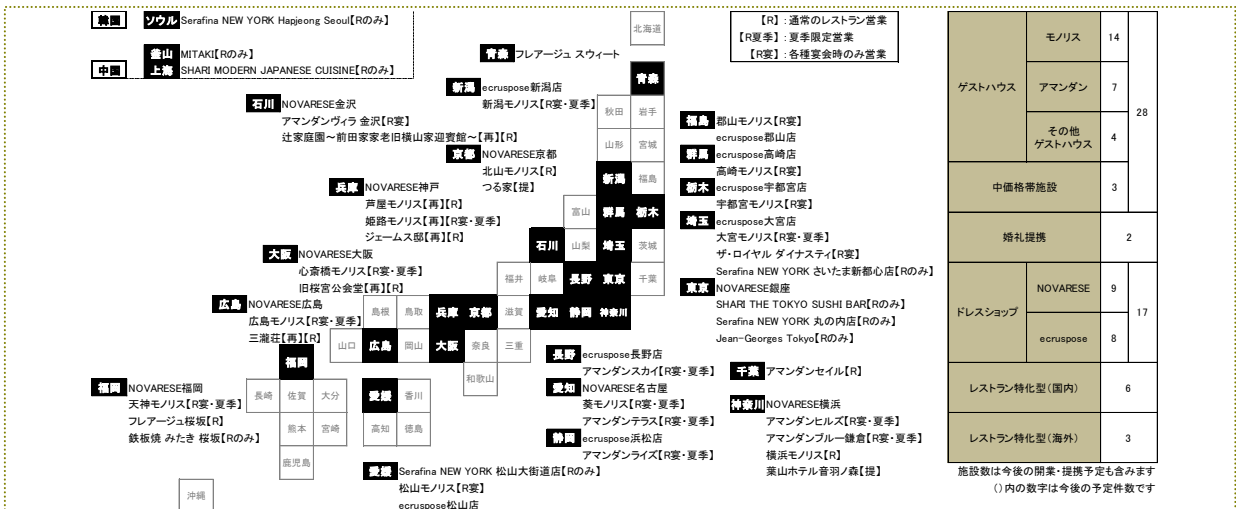 韓国 ソウル Serafina NEW YORK Hapjeong Seoul【Rのみ】
釜山 MITAKI【Rのみ】
中国 上海 SHARI MODERN JAPANESE CUISINE【Rのみ】
【R】：通常のレストラン営業
【R夏季】：夏季限定営業
【R宴】：各種宴会時のみ営業
北海道
青森 フレアージュ スウィート
青森
新潟 ecruspose新潟店
新潟モノリス【R宴・夏季】
秋田 岩手
山形 宮城
新潟 福島
富山 群馬 栃木
石川 山梨 埼玉 茨城
福井 岐阜 長野 東京 千葉
島根 鳥取 兵庫 京都 滋賀 愛知 静岡 神奈川
山口 広島 岡山 大阪 奈良 三重
福岡 和歌山
長崎 佐賀 大分 愛媛 香川
熊本 宮崎 高知 徳島
鹿児島
沖縄
石川 NOVARESE金沢
アマンダンヴィラ 金沢【R宴】
辻家庭園～前田家家老旧横山家迎賓館～【再】【R】
京都 NOVARESE京都
北山モノリス【R】
つる家【提】
兵庫 NOVARESE神戸
芦屋モノリス【再】【R】
姫路モノリス【再】【R宴・夏季】
ジェームス邸【再】【R】
大阪 NOVARESE大阪
心斎橋モノリス【R宴・夏季】
旧桜宮公会堂【再】【R】
広島 NOVARESE広島
広島モノリス【R宴・夏季】
三瀧荘【再】【R】
福岡 NOVARESE福岡
天神モノリス【R宴・夏季】
フレアージュ桜坂【R】
鉄板焼 みたき 桜坂【Rのみ】
愛媛 Serafina NEW YORK 松山大街道店【Rのみ】
松山モノリス【R宴】
ecruspose松山店
福島 郡山モノリス【R宴】
ecruspose郡山店
群馬 ecruspose高崎店
高崎モノリス【R宴】
栃木 ecruspose宇都宮店
宇都宮モノリス【R宴】
埼玉 ecruspose大宮店
大宮モノリス【R宴・夏季】
ザ・ロイヤル ダイナスティ【R宴】
Serafina NEW YORK さいたま新都心店【Rのみ】
東京 NOVARESE銀座
SHARI THE TOKYO SUSHI BAR【Rのみ】
Serafina NEW YORK 丸の内店【Rのみ】
Jean-Georges Tokyo【Rのみ】
長野 ecruspose長野店
アマンダンスカイ【R宴・夏季】
愛知 NOVARESE名古屋
葵モノリス【R宴・夏季】
アマンダンテラス【R宴・夏季】
静岡 ecruspose浜松店
アマンダンライズ【R宴・夏季】
千葉 アマンダンセイル【R】
神奈川 NOVARESE横浜
アマンダンヒルズ【R宴・夏季】
アマンダンブルー鎌倉【R宴・夏季】
横浜モノリス【R】
葉山ホテル音羽ノ森【提】
ゲストハウス モノリス 14 28
アマンダン 7
その他
ゲストハウス 4
中価格帯施設 3
婚礼提携 2
ドレスショップ NOVARESE 9 17
ecruspose 8
レストラン特化型（国内） 6
レストラン特化型（海外） 3
施設数は今後の開業・提携予定も含みます
（）内の数字は今後の予定件数です